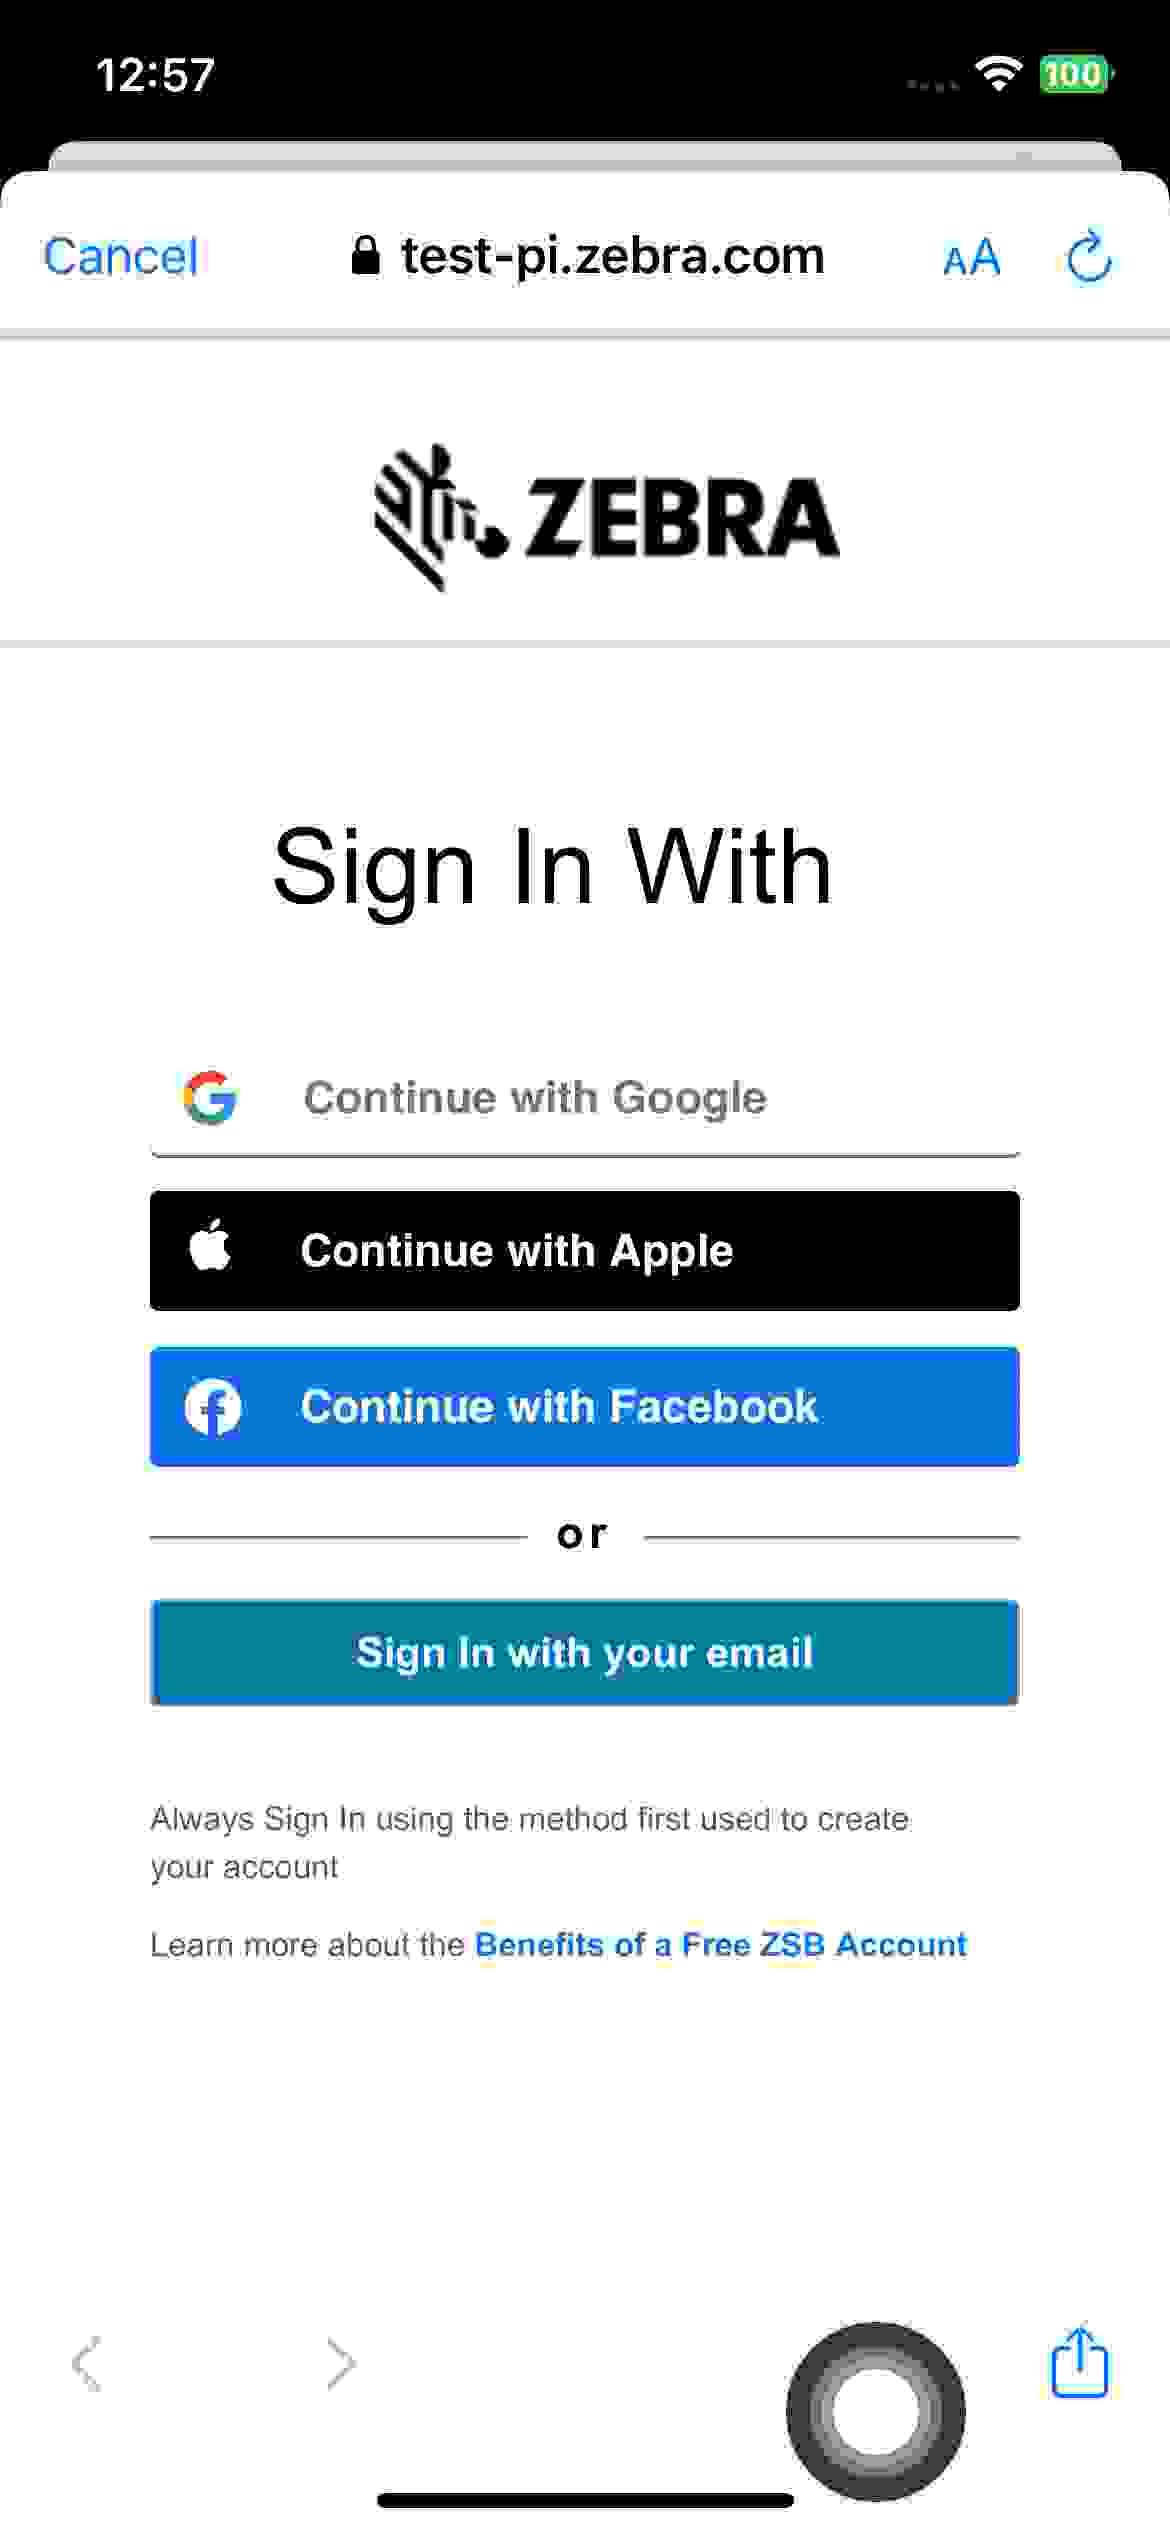 12:57
100
Cancel
test-pi.zebra.com
AA
ZEBRA
Sign In With
Continue with Google
Continue with Apple
Continue with Facebook
or
Sign In with your email
Always Sign In using the method first used to create
your account
Learn more about the Benefits of a Free ZSB Account